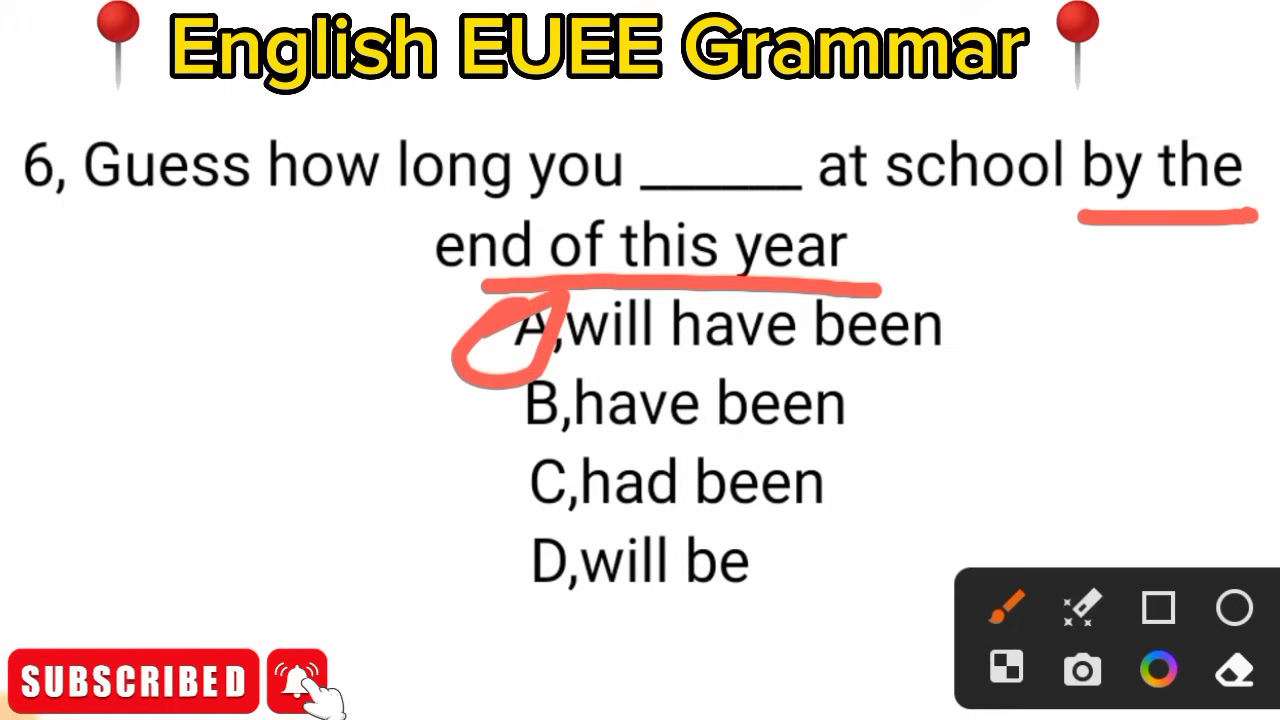 English EUEE Grammar
6, Guess how long you ______ at school by the
end of this year
A,will have been
B,have been
C,had been
D,will be
SUBSCRIBED